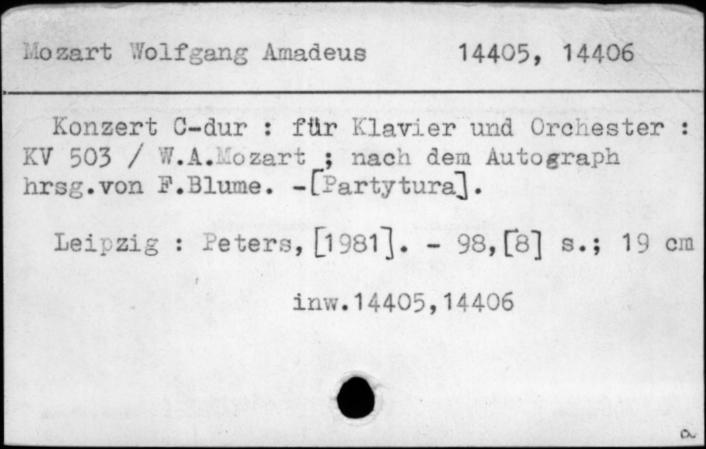 Mozart Wolfgang Amadeus 14405, 14406
Konzert C-dur : für Klavier und Orchester :
KV 503 / W.A.Mozart ; nach dem Autograph
hrsg.von F.Blume. -[Partytura].
Leipzig : Peters,[1981]. - 98,[8] s.; 19 cm
inw.14405,14406